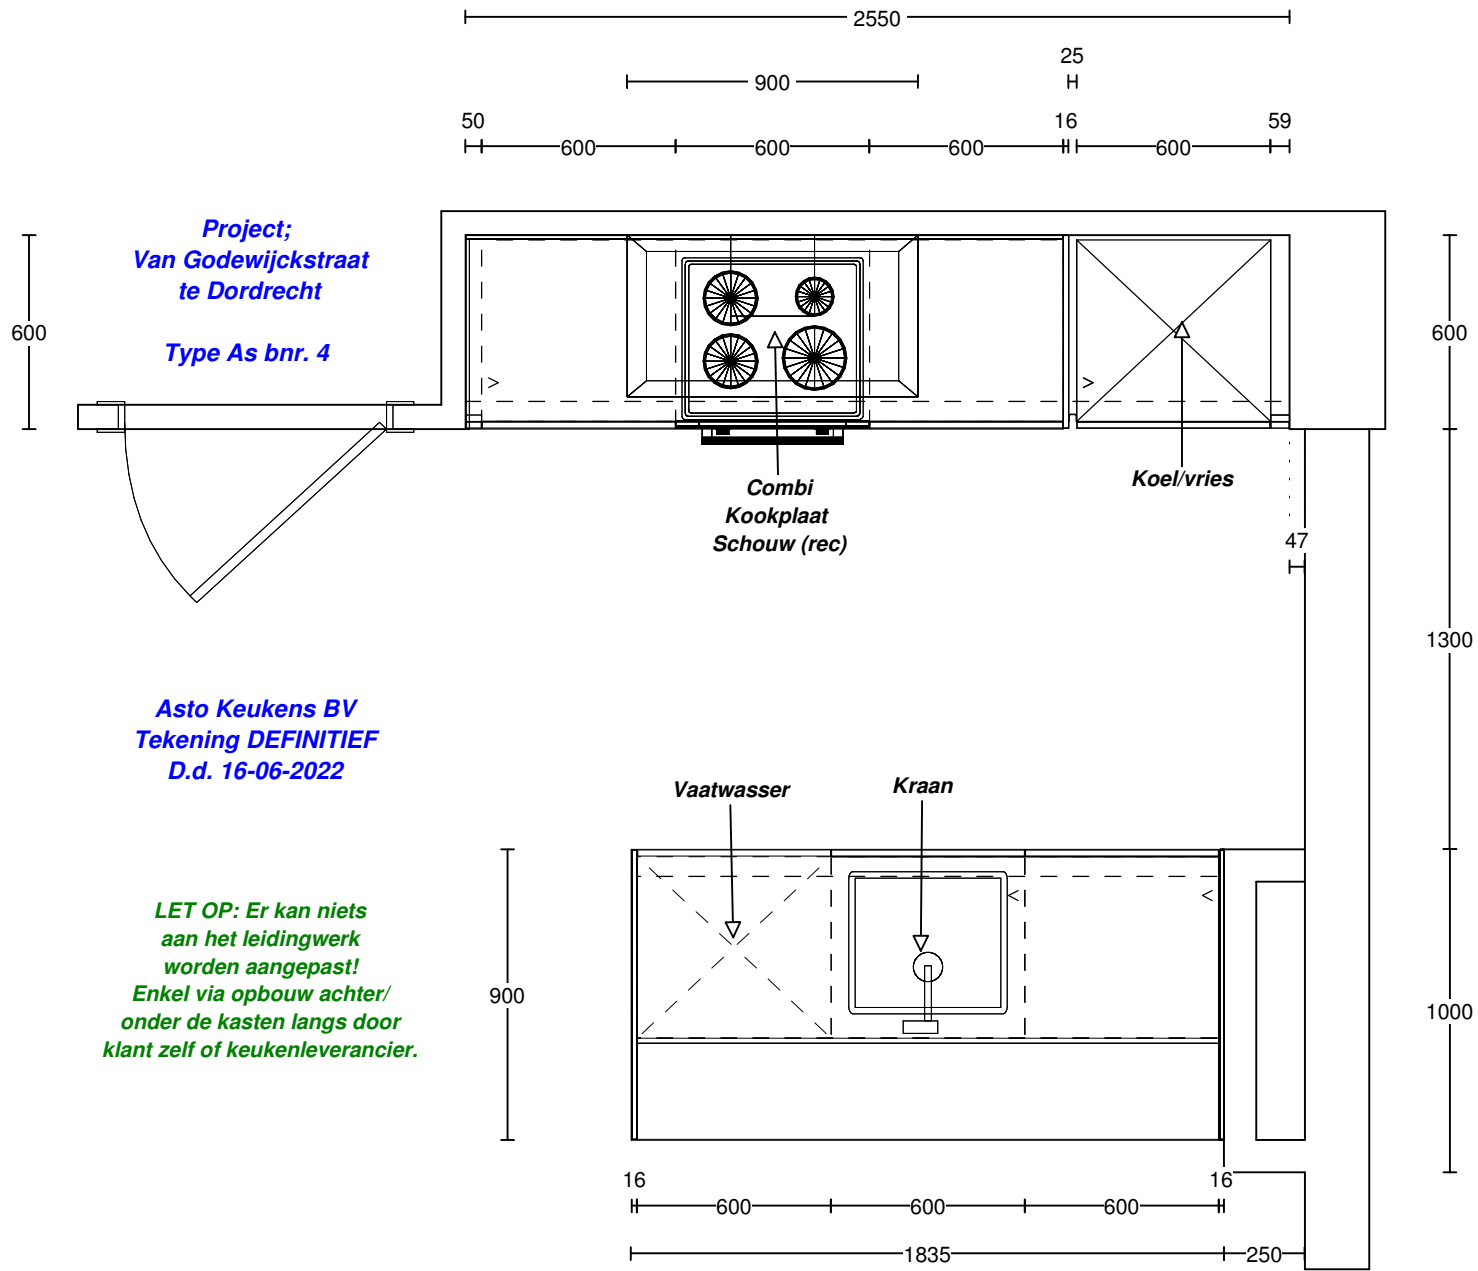 2550
25
900
50
16
59
600
600
600
600
Project;
Van Godewijckstraat
te Dordrecht
Type As bnr. 4
600
600
Combi
Kookplaat
Schouw (rec)
Koel/vries
47
1300
Asto Keukens BV
Tekening DEFINITIEF
D.d. 16-06-2022
Vaatwasser
Kraan
LET OP: Er kan niets
aan het leidingwerk
worden aangepast!
Enkel via opbouw achter/
onder de kasten langs door
klant zelf of keukenleverancier.
900
1000
16
16
600
600
600
1835
250